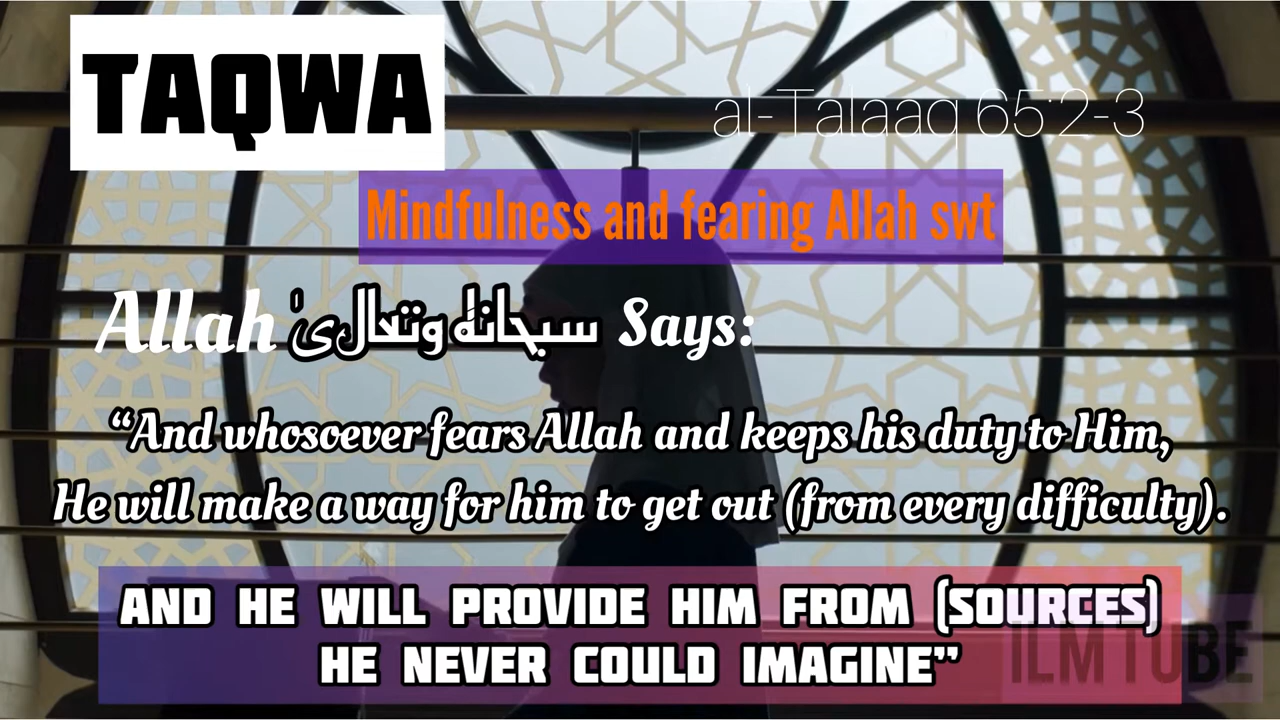 TAQWA
al-Talaaq 65:2-3
Mindfulness and fearing Allah swt
Allah سبحانهُ وتعالىٰ Says:
“And whosoever fears Allah and keeps his duty to Him,
He will make a way for him to get out (from every difficulty).
AND HE WILL PROVIDE HIM FROM (SOURCES)
HE NEVER COULD IMAGINE”
ILM TUBE